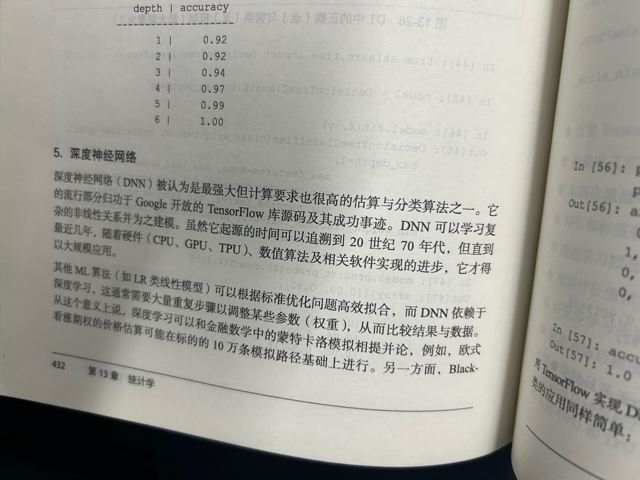 depth | accuracy
1 | 0.92
2 | 0.92
3 | 0.94
4 | 0.97
5 | 0.99
6 | 1.00
5. 深度神经网络
深度神经网络（DNN）被认为是最强大但计算要求也很高的估算与分类算法之一。它
的流行部分归功于 Google 开放的 TensorFlow 库源码及其成功事迹。DNN 可以学习复
杂的非线性关系并为之建模。虽然它起源的时间可以追溯到 20 世纪 70 年代，但直到
最近几年，随着硬件（CPU、GPU、TPU）、数值算法及相关软件实现的进步，它才得
以大规模应用。
其他 ML 算法（如 LR 类线性模型）可以根据标准优化问题高效拟合，而 DNN 依赖于
深度学习，这通常需要大量重复步骤以调整某些参数（权重），从而比较结果与数据。
从这个意义上说，深度学习可以和金融数学中的蒙特卡洛模拟相提并论，例如，欧式
看涨期权的价格估算可能在标的的 10 万条模拟路径基础上进行。另一方面，Black-
432 第 13 章 统计学
In [56]:
Out[56]:
1,
0,
0,
In [57]: accu
Out[57]: 1.0
用 TensorFlow 实现 D
类的应用同样简单：